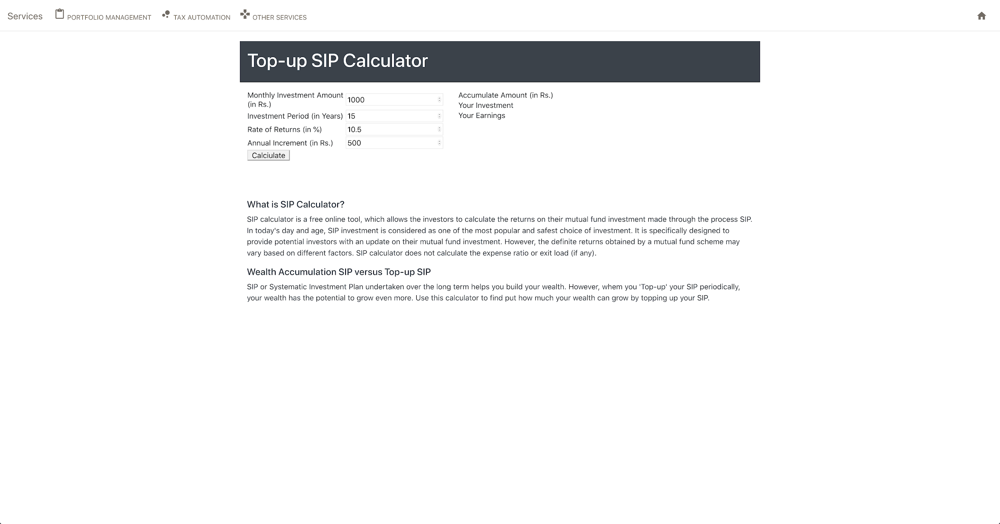 Services PORTFOLIO MANAGEMENT TAX AUTOMATION OTHER SERVICES
Top-up SIP Calculator
Monthly Investment Amount
(in Rs.)
1000
Investment Period (in Years) 15
Rate of Returns (in %) 10.5
Annual Increment (in Rs.) 500
Calciulate
Accumulate Amount (in Rs.)
Your Investment
Your Earnings
What is SIP Calculator?
SIP calculator is a free online tool, which allows the investors to calculate the returns on their mutual fund investment made through the process SIP.
In today's day and age, SIP investment is considered as one of the most popular and safest choice of investment. It is specifically designed to
provide potential investors with an update on their mutual fund investment. However, the definite returns obtained by a mutual fund scheme may
vary based on different factors. SIP calculator does not calculate the expense ratio or exit load (if any).
Wealth Accumulation SIP versus Top-up SIP
SIP or Systematic Investment Plan undertaken over the long term helps you build your wealth. However, whem you 'Top-up' your SIP periodically,
your wealth has the potential to grow even more. Use this calculator to find put how much your wealth can grow by topping up your SIP.